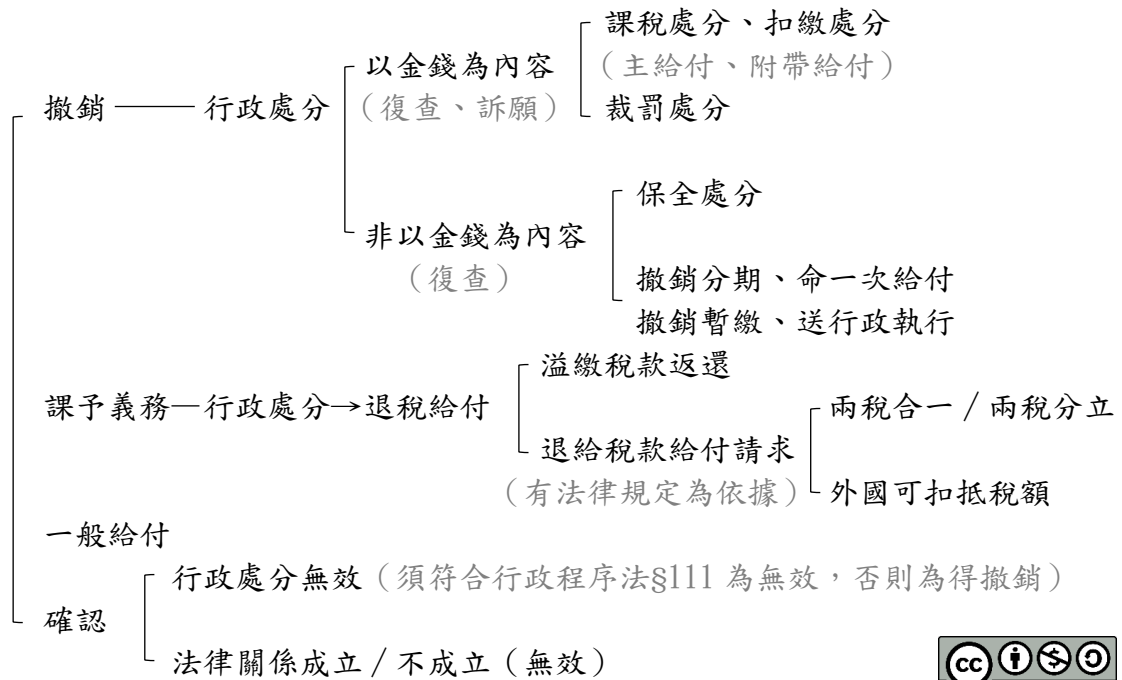 課稅處分、扣繳處分
以金錢為內容（主給付、附帶給付）
撤銷 —— 行政處分（復查、訴願）裁罰處分
保全處分
非以金錢為內容
（復查）撤銷分期、命一次給付
撤銷暫繳、送行政執行
溢繳稅款返還
課予義務—行政處分→退稅給付 兩稅合一／兩稅分立
退給稅款給付請求
（有法律規定為依據）外國可扣抵稅額
一般給付
行政處分無效（須符合行政程序法§111 為無效，否則為得撤銷）
確認
法律關係成立／不成立（無效）
cc